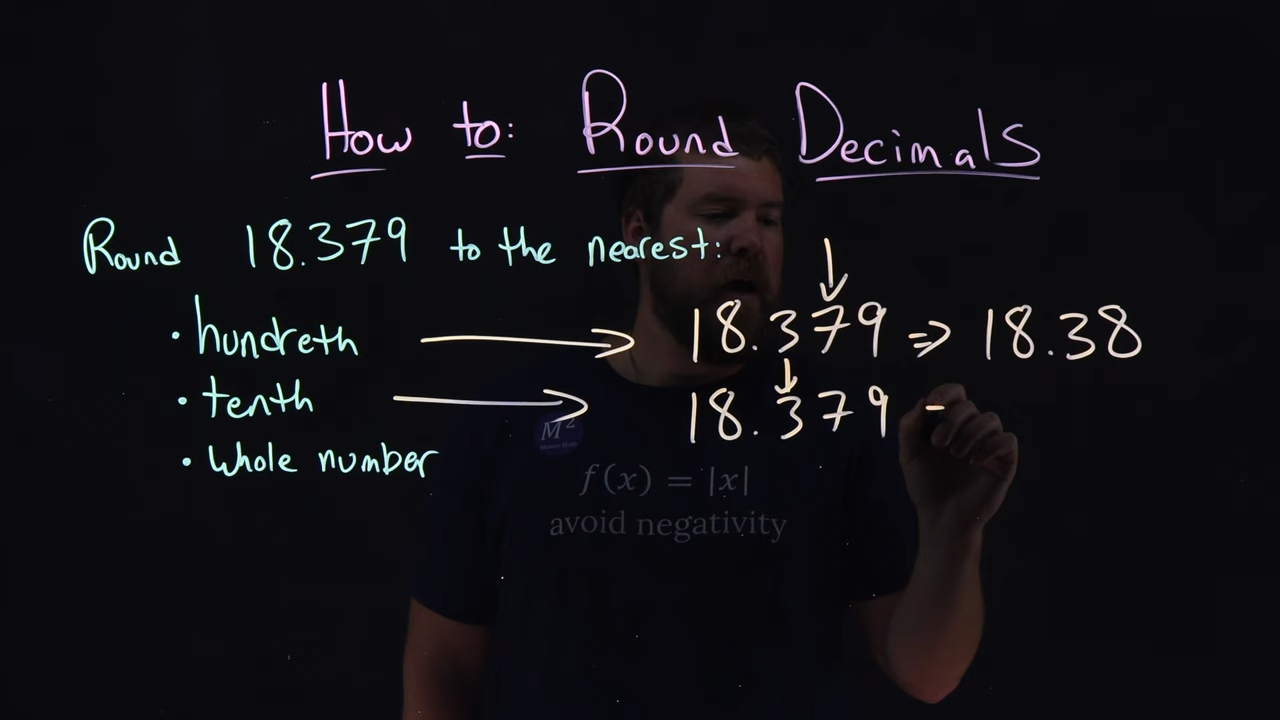 How to: Round Decimals
Round 18.379 to the nearest:
• hundreth → 18.379 ⇒ 18.38
• tenth → 18.379 -
• whole number
M²
f(x) = |x|
avoid negativity